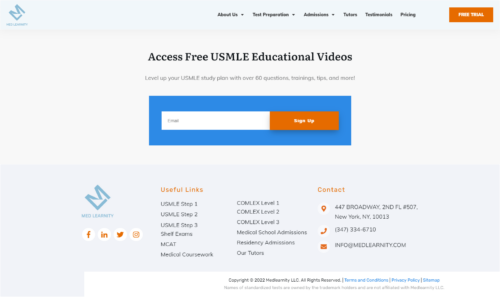 MED LEARNITY
About Us
Test Preparation
Admissions
Tutors
Testimonials
Pricing
FREE TRIAL
Access Free USMLE Educational Videos
Level up your USMLE study plan with over 60 questions, trainings, tips, and more!
Email
Sign Up
MED LEARNITY
Useful Links
USMLE Step 1
USMLE Step 2
USMLE Step 3
Shelf Exams
MCAT
Medical Coursework
COMLEX Level 1
COMLEX Level 2
COMLEX Level 3
Medical School Admissions
Residency Admissions
Our Tutors
Contact
447 BROADWAY, 2ND FL #507,
New York, NY, 10013
(347) 334-6710
INFO@MEDLEARNITY.COM
Copyright © 2022 Medlearnity LLC. All Rights Reserved. | Terms and Conditions | Privacy Policy | Sitemap
Names of standardized tests are owned by the trademark holders and are not affiliated with Medlearnity LLC.